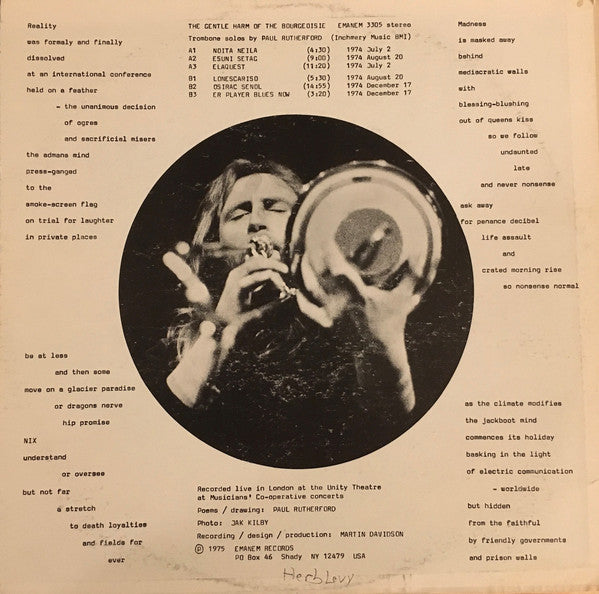 Reality
was formaly and finally
dissolved
at an international conference
held on a feather
- the unanimous decision
of ogres
and sacrificial misers
the admans mind
press-ganged
to the
smoke-screen flag
on trial for laughter
in private places
be at less
and then some
move on a glacier paradise
or dragons nerve
hip promise
NIX
understand
or oversee
but not far
a stretch
to death loyalties
and fields for
ever
THE GENTLE HARM OF THE BOURGEOISIE EMANEM 3305 stereo
Trombone solos by PAUL RUTHERFORD (Inchmery Music BMI)
A1 NOITA NEILA (4:30) 1974 July 2
A2 ESUNI SETAG (9:00) 1974 August 20
A3 ELAQUEST (11:20) 1974 July 2
B1 LONESCARISO (5:30) 1974 August 20
B2 OSIRAC SENOL (14:55) 1974 December 17
B3 ER PLAYER BLUES NOW (3:20) 1974 December 17
Recorded live in London at the Unity Theatre
at Musicians' Co-operative concerts
Poems / drawing: PAUL RUTHERFORD
Photo: JAK KILBY
Recording / design / production: MARTIN DAVIDSON
Ⓟ 1975 EMANEM RECORDS
PO Box 46 Shady NY 12479 USA
Herb Levy
Madness
is masked away
behind
mediocratic walls
with
blessing-blushing
out of queens kiss
so we follow
undaunted
late
and never nonsense
ask away
for penance decibel
life assault
and
crated morning rise
so nonsense normal
as the climate modifies
the jackboot mind
commences its holiday
basking in the light
of electric communication
- worldwide
but hidden
from the faithful
by friendly governments
and prison walls